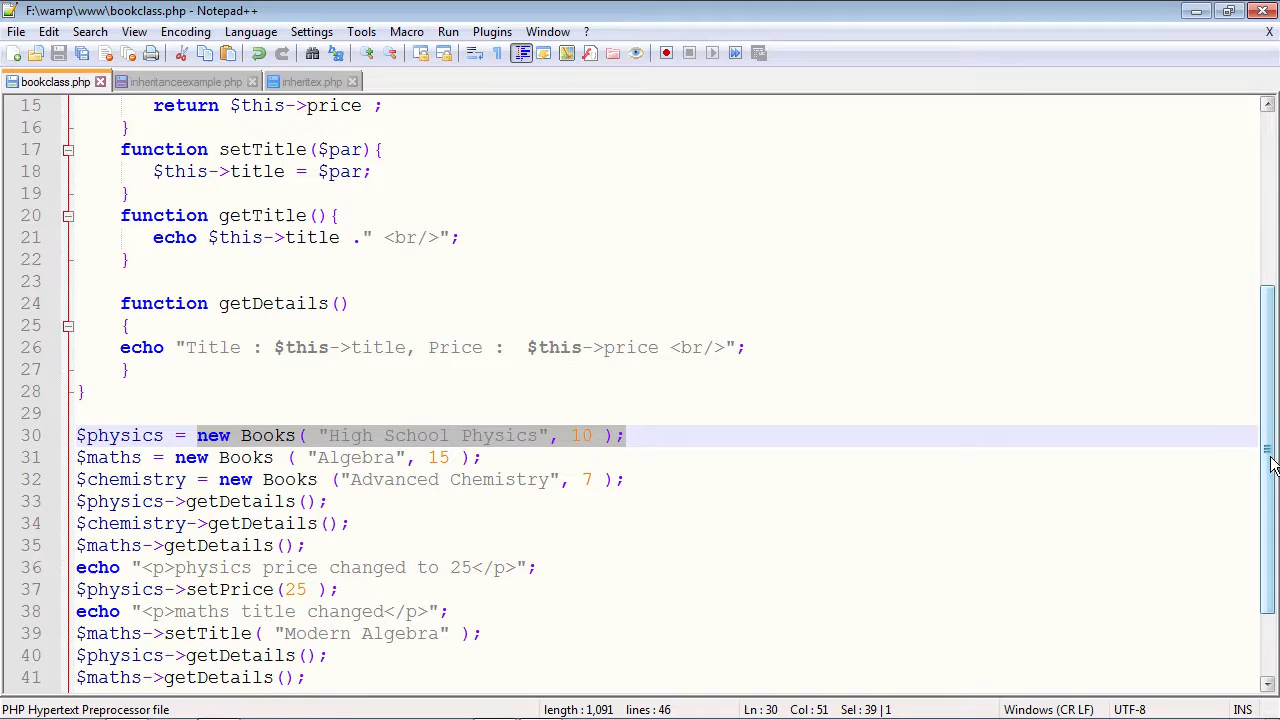 F:\wamp\www\bookclass.php - Notepad++
File Edit Search View Encoding Language Settings Tools Macro Run Plugins Window ? X
bookclass.php inheritanceexample.php inheritex.php
15 return $this->price ;
16 }
17 function setTitle($par){
18 $this->title = $par;
19 }
20 function getTitle(){
21 echo $this->title ." <br/>";
22 }
23
24 function getDetails()
25 {
26 echo "Title : $this->title, Price :  $this->price <br/>";
27 }
28 }
29
30 $physics = new Books( "High School Physics", 10 );
31 $maths = new Books ( "Algebra", 15 );
32 $chemistry = new Books ("Advanced Chemistry", 7 );
33 $physics->getDetails();
34 $chemistry->getDetails();
35 $maths->getDetails();
36 echo "<p>physics price changed to 25</p>";
37 $physics->setPrice(25 );
38 echo "<p>maths title changed</p>";
39 $maths->setTitle( "Modern Algebra" );
40 $physics->getDetails();
41 $maths->getDetails();
PHP Hypertext Preprocessor file length : 1,091 lines : 46 Ln : 30 Col : 51 Sel : 39 | 1 Windows (CR LF) UTF-8 INS